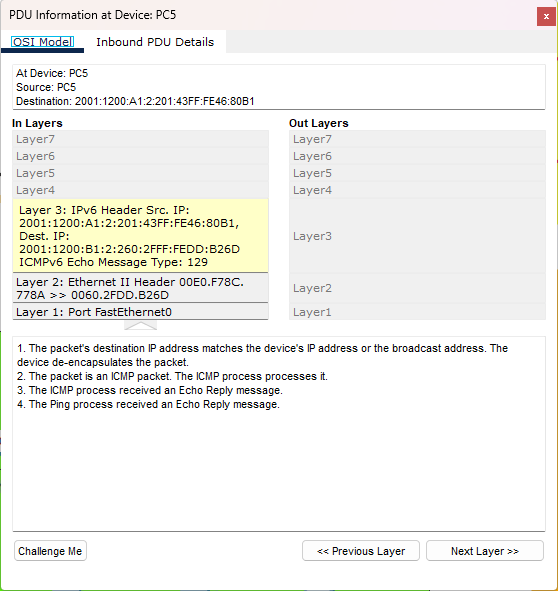 PDU Information at Device: PC5
x
OSI Model
Inbound PDU Details
At Device: PC5
Source: PC5
Destination: 2001:1200:A1:2:201:43FF:FE46:80B1
In Layers
Layer7
Layer6
Layer5
Layer4
Layer 3: IPv6 Header Src. IP:
2001:1200:A1:2:201:43FF:FE46:80B1,
Dest. IP:
2001:1200:B1:2:260:2FFF:FEDD:B26D
ICMPv6 Echo Message Type: 129
Layer 2: Ethernet II Header 00E0.F78C.
778A >> 0060.2FDD.B26D
Layer 1: Port FastEthernet0
Out Layers
Layer7
Layer6
Layer5
Layer4
Layer3
Layer2
Layer1
1. The packet's destination IP address matches the device's IP address or the broadcast address. The
device de-encapsulates the packet.
2. The packet is an ICMP packet. The ICMP process processes it.
3. The ICMP process received an Echo Reply message.
4. The Ping process received an Echo Reply message.
Challenge Me
<< Previous Layer
Next Layer >>